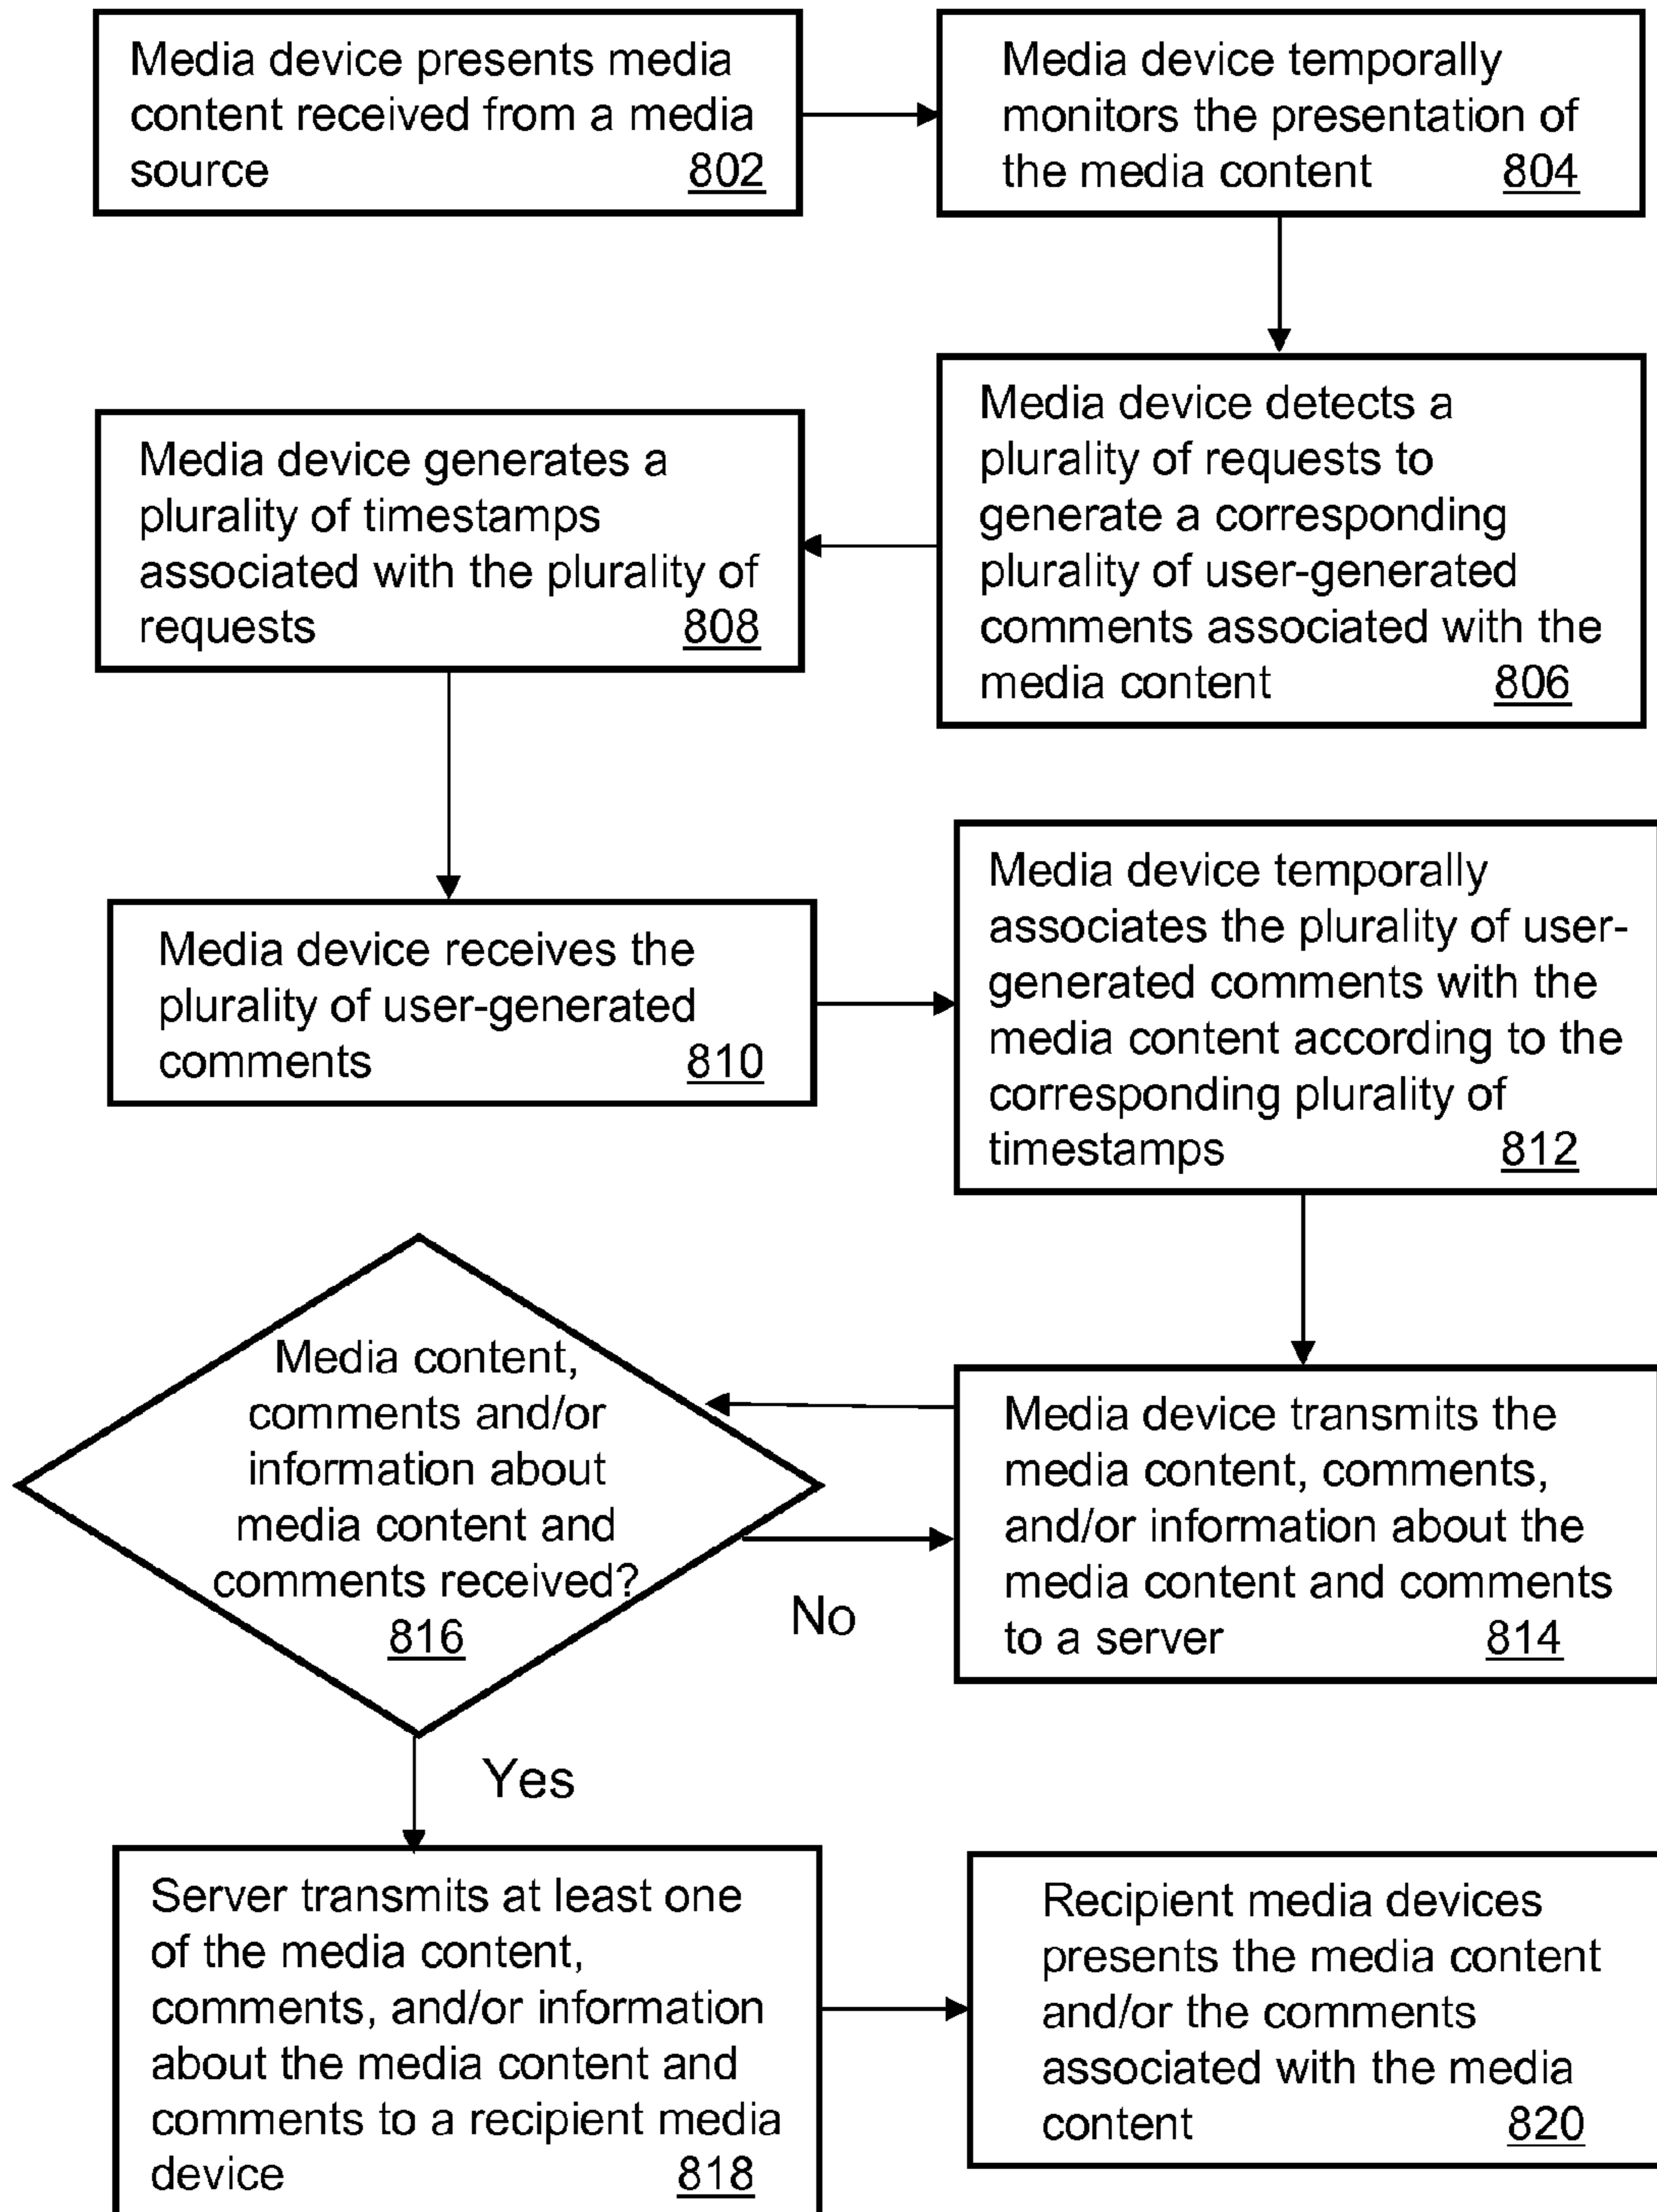 Media device presents media
content received from a media
source 802
Media device temporally
monitors the presentation of
the media content 804
Media device detects a
plurality of requests to
generate a corresponding
plurality of user-generated
comments associated with the
media content 806
Media device generates a
plurality of timestamps
associated with the plurality of
requests 808
Media device receives the
plurality of user-generated
comments 810
Media device temporally
associates the plurality of user-
generated comments with the
media content according to the
corresponding plurality of
timestamps 812
Media device transmits the
media content, comments,
and/or information about the
media content and comments
to a server 814
Media content,
comments and/or
information about
media content and
comments received?
816
No
Yes
Server transmits at least one
of the media content,
comments, and/or information
about the media content and
comments to a recipient media
device 818
Recipient media devices
presents the media content
and/or the comments
associated with the media
content 820